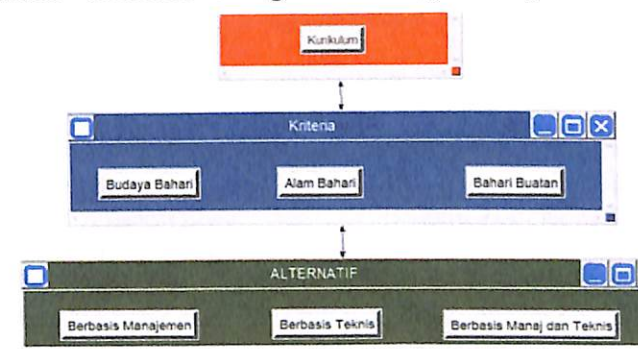 Kurikulum
Kriteria
Budaya Bahari Alam Bahari Bahari Buatan
ALTERNATIF
Berbasis Manajemen Berbasis Teknis Berbasis Manaj dan Teknis